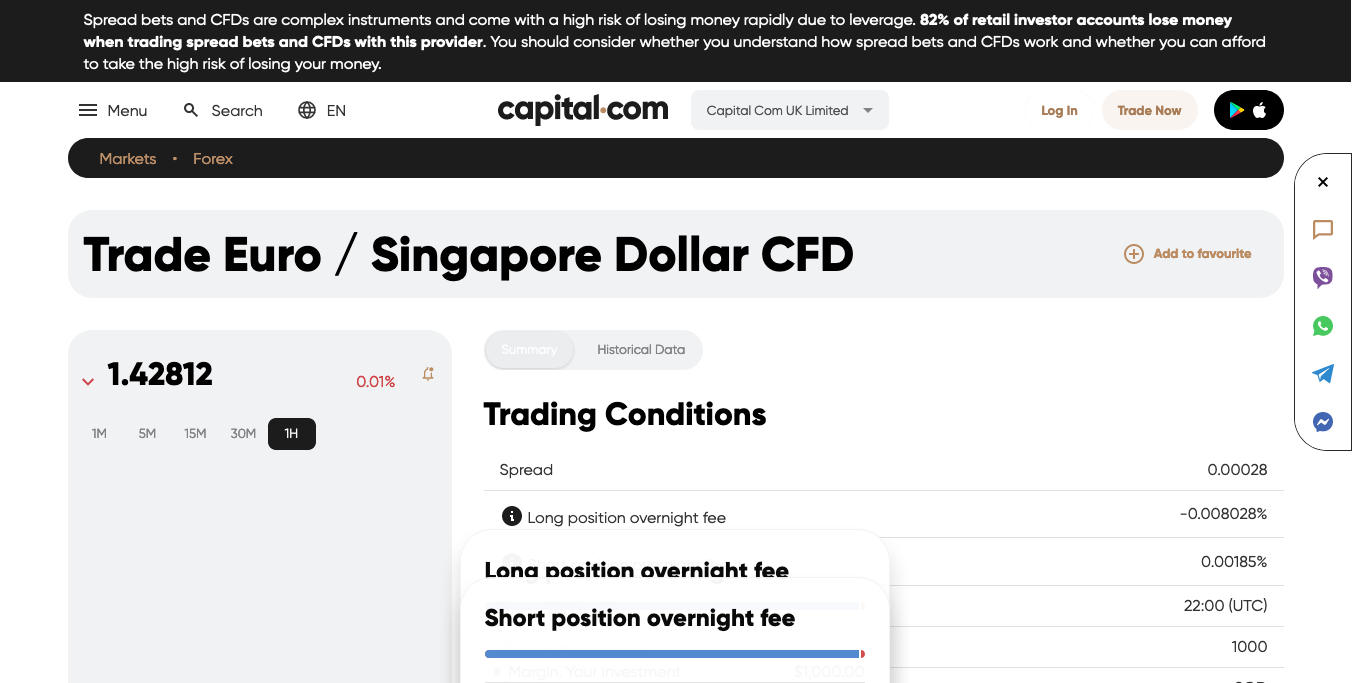 Spread bets and CFDs are complex instruments and come with a high risk of losing money rapidly due to leverage. 82% of retail investor accounts lose money
when trading spread bets and CFDs with this provider. You should consider whether you understand how spread bets and CFDs work and whether you can afford
to take the high risk of losing your money.
Menu Search EN capital.com Capital Com UK Limited Log In Trade Now
Markets • Forex
Trade Euro / Singapore Dollar CFD Add to favourite
1.42812 0.01%
1M 5M 15M 30M 1H
Summary Historical Data
Trading Conditions
Spread 0.00028
Long position overnight fee -0.008028%
0.00185%
Long position overnight fee
22:00 (UTC)
Short position overnight fee
1000
Margin. Your investment $1,000.00